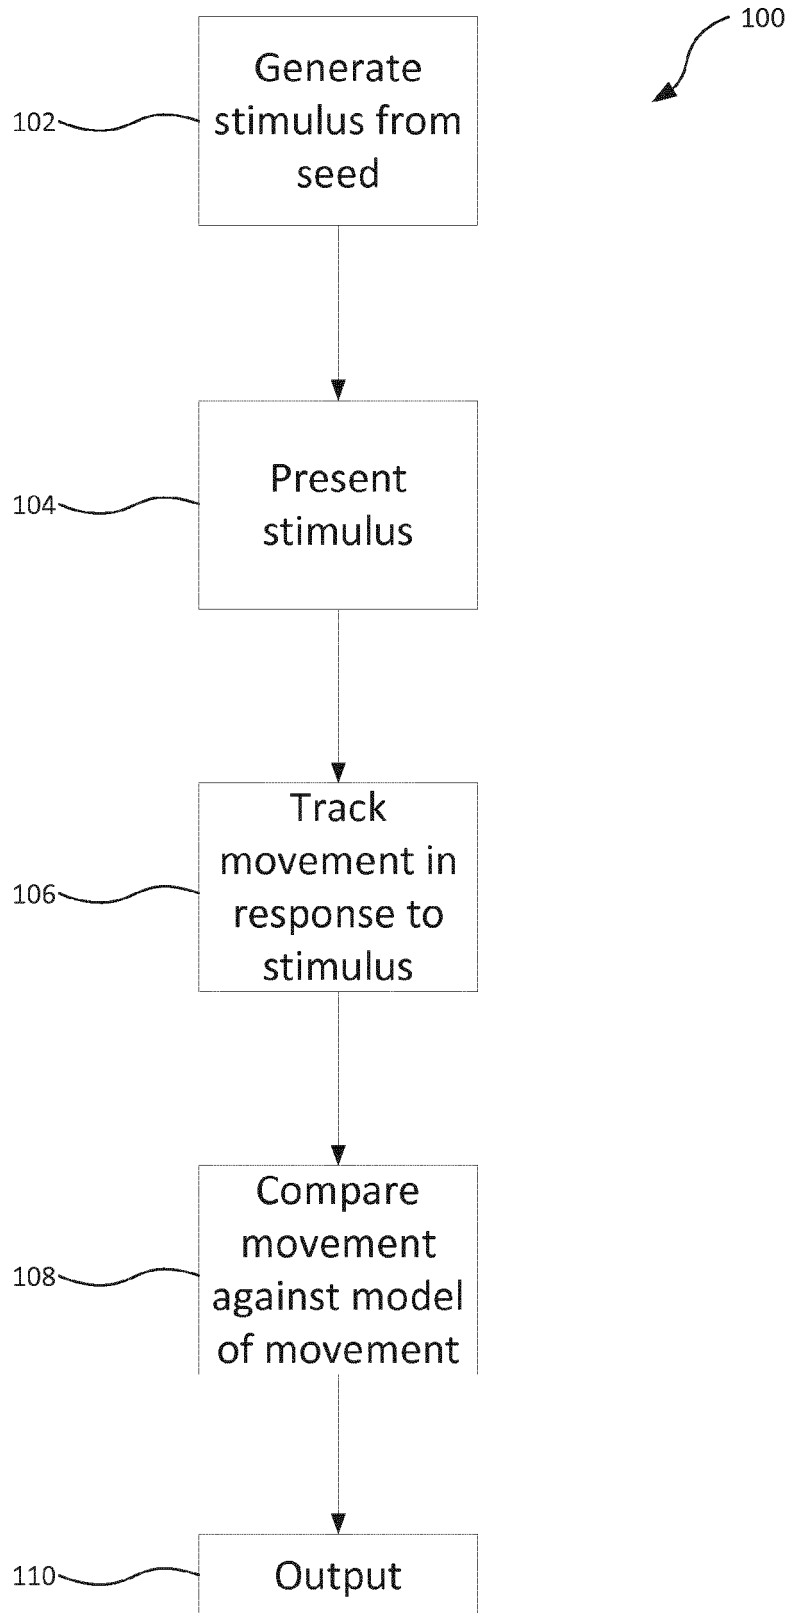 100
Generate
stimulus from
seed
102
Present
stimulus
104
Track
movement in
response to
stimulus
106
Compare
movement
against model
of movement
108
Output
110